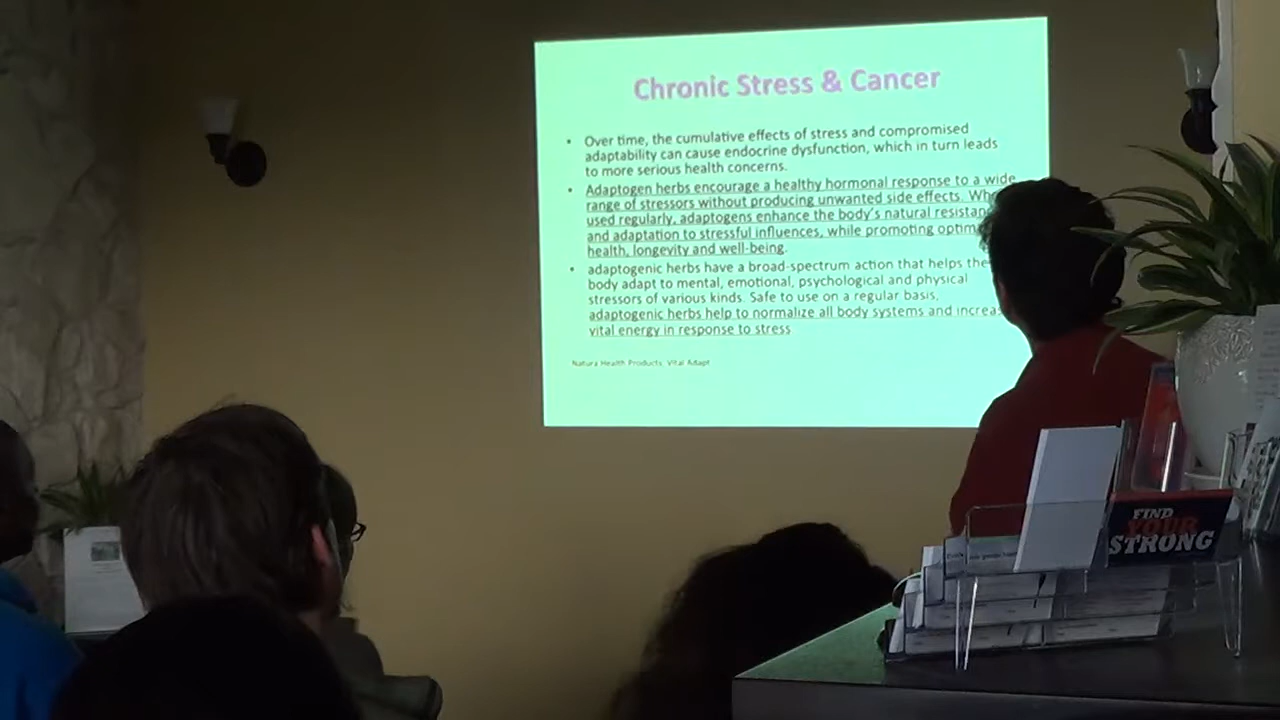 Chronic Stress & Cancer
• Over time, the cumulative effects of stress and compromised
adaptability can cause endocrine dysfunction, which in turn leads
to more serious health concerns.
• Adaptogen herbs encourage a healthy hormonal response to a wide
range of stressors without producing unwanted side effects. Wh
used regularly, adaptogens enhance the body's natural resistan
and adaptation to stressful influences, while promoting optim
health, longevity and well-being.
• adaptogenic herbs have a broad-spectrum action that helps the
body adapt to mental, emotional, psychological and physical
stressors of various kinds. Safe to use on a regular basis,
adaptogenic herbs help to normalize all body systems and increa
vital energy in response to stress
Natura Health Products, Vital Adapt
FIND
YOUR
STRONG